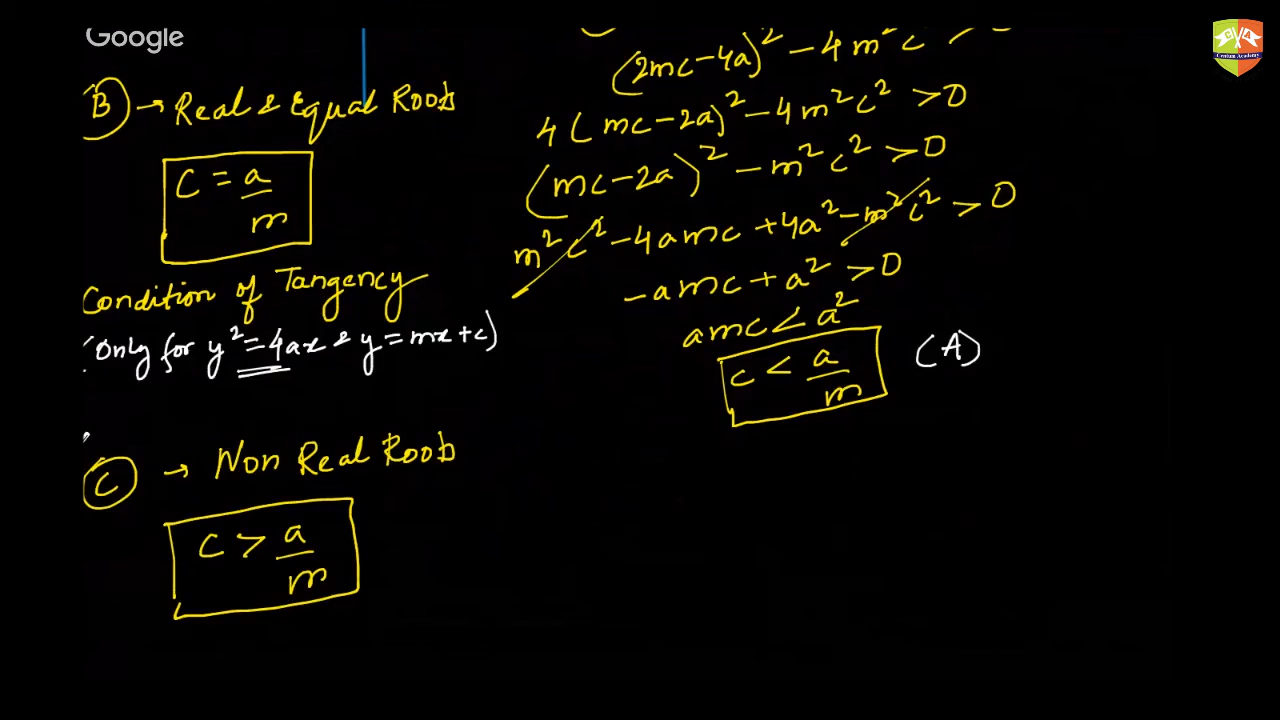 Google
(B) → Real & Equal Roots
C = a/m
Condition of Tangency
(Only for y² = 4ax & y = mx + c)
(C) → Non Real Roots
c > a/m
(2mc - 4a)² - 4m²c² >
4(mc - 2a)² - 4m²c² > 0
(mc - 2a)² - m²c² > 0
m²c² - 4amc + 4a² - m²c² > 0
- amc + a² > 0
amc < a²
c < a/m (A)
Centum Academy